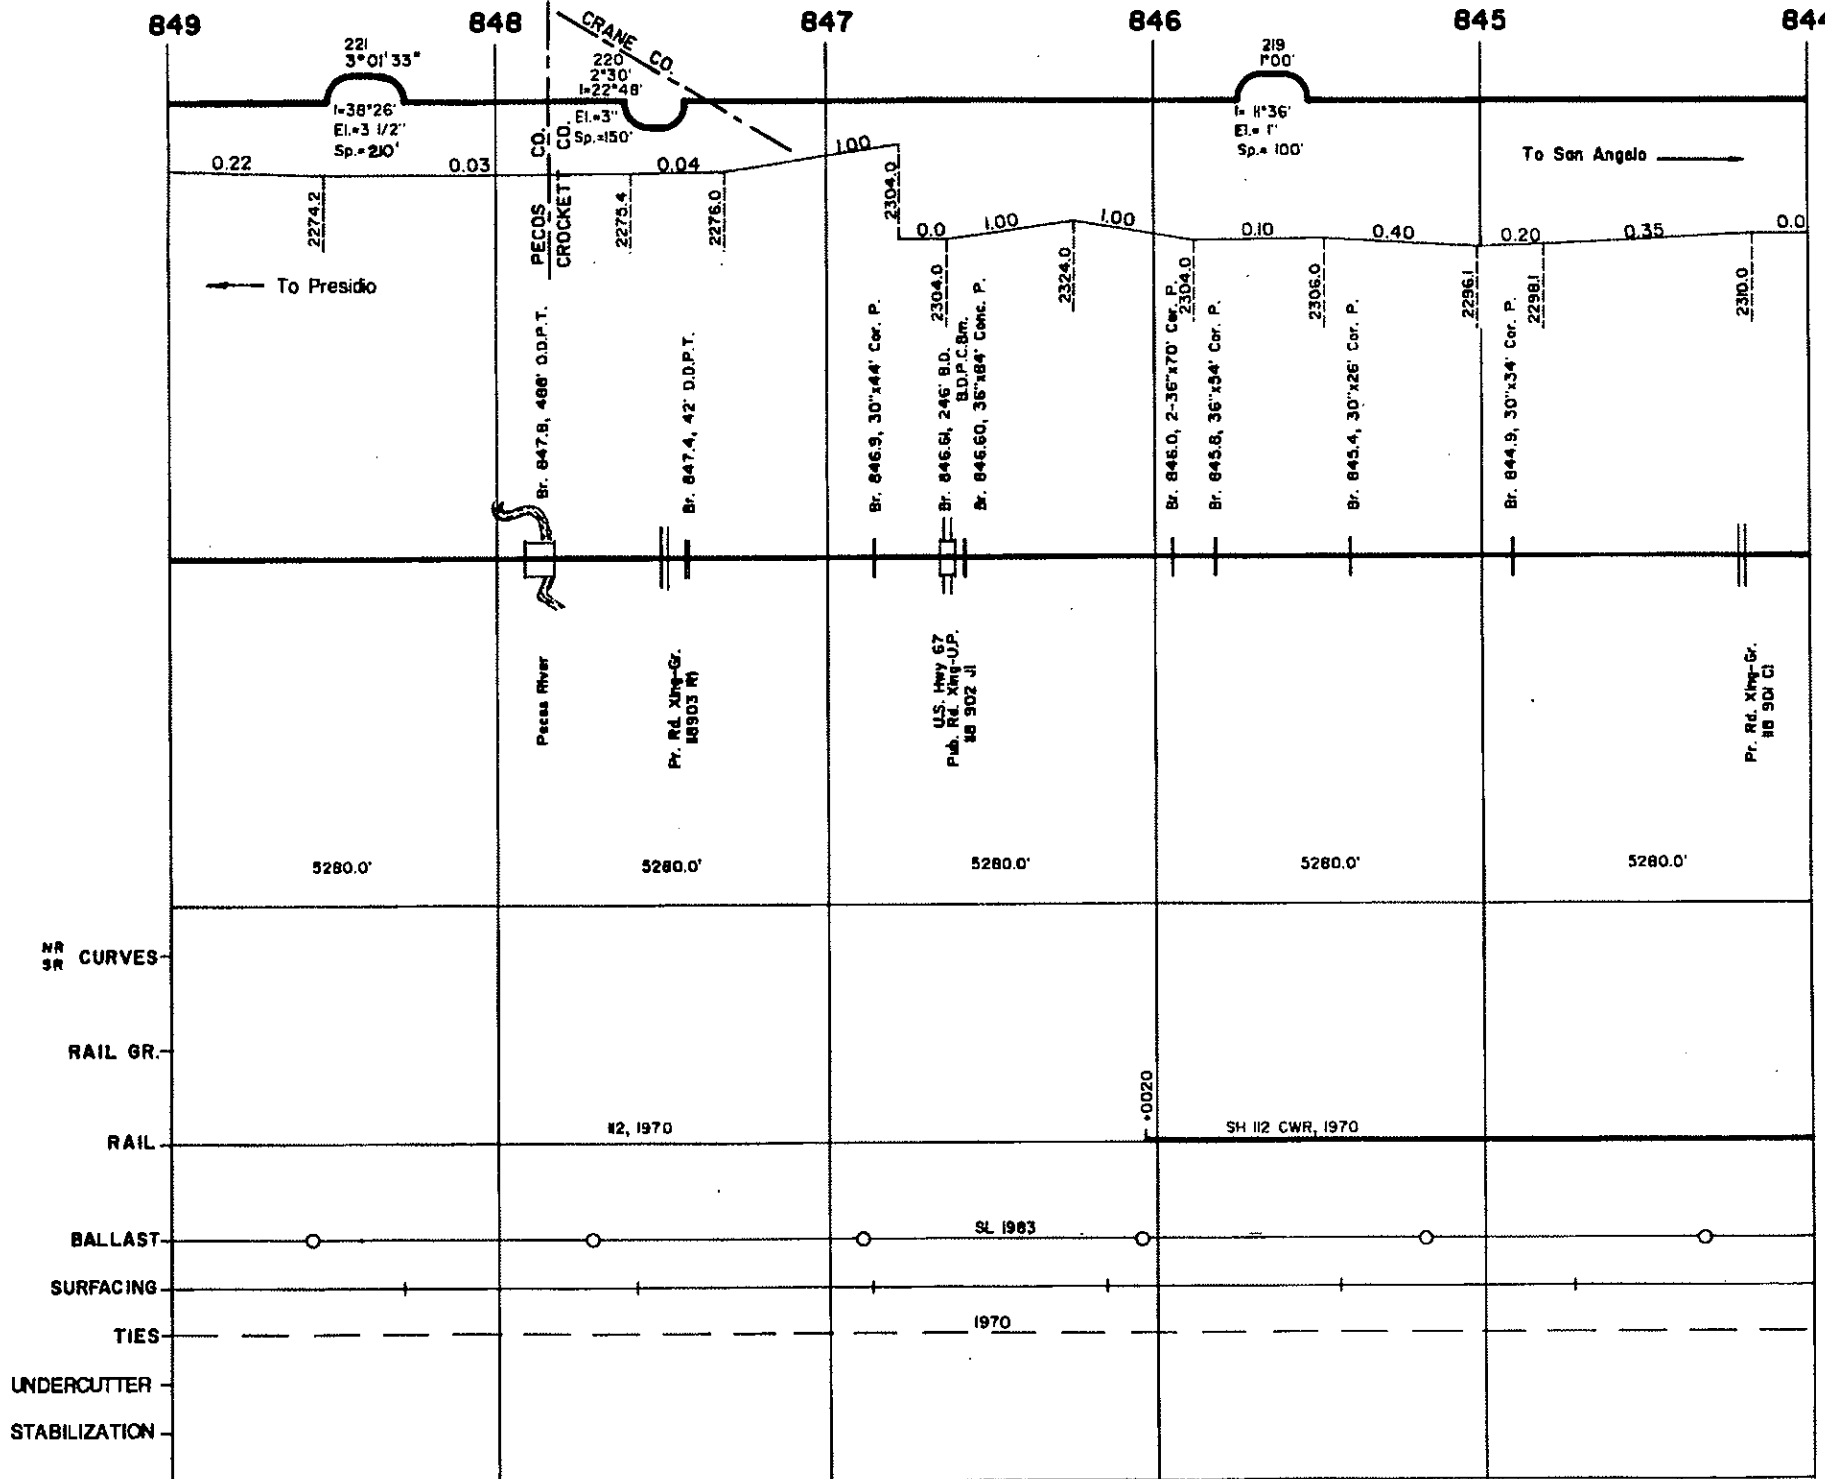 849 848 847 846 845 844
CRANE CO.
221
3°01'33"
I=38°26'
El.=3 1/2"
Sp.=210'
220
2°30'
I=22°48'
El.=3"
Sp.=150'
219
1°00'
I= 11°36'
El.= 1"
Sp.= 100'
PECOS CO.
CROCKETT CO.
To San Angelo
To Presidio
0.22 0.03 0.04 1.00
0.0 1.00 1.00 0.10 0.40 0.20 0.35 0.0
2274.2
2275.4
2276.0
2304.0
2304.0
2324.0
2304.0
2306.0
2296.1
2298.1
2310.0
Br. 847.8, 486' O.D.P.T.
Br. 847.4, 42' O.D.P.T.
Br. 846.9, 30"x44' Cor. P.
Br. 846.61, 246' B.D.
B.D.P.C.Bm.
Br. 846.60, 36"x84' Conc. P.
Br. 846.0, 2-36"x70' Cor. P.
Br. 845.8, 36"x54' Cor. P.
Br. 845.4, 30"x26' Cor. P.
Br. 844.9, 30"x34' Cor. P.
Pecos River
Pr. Rd. Xing-Gr.
118903 R)
U.S. Hwy 67
Pub. Rd. Xing-U.P.
118 902 J)
Pr. Rd. Xing-Gr.
118 901 C)
5280.0' 5280.0' 5280.0' 5280.0' 5280.0'
NR
SR CURVES
RAIL GR.
+0020
RAIL 112, 1970 SH 112 CWR, 1970
BALLAST SL 1983
SURFACING
TIES 1970
UNDERCUTTER
STABILIZATION